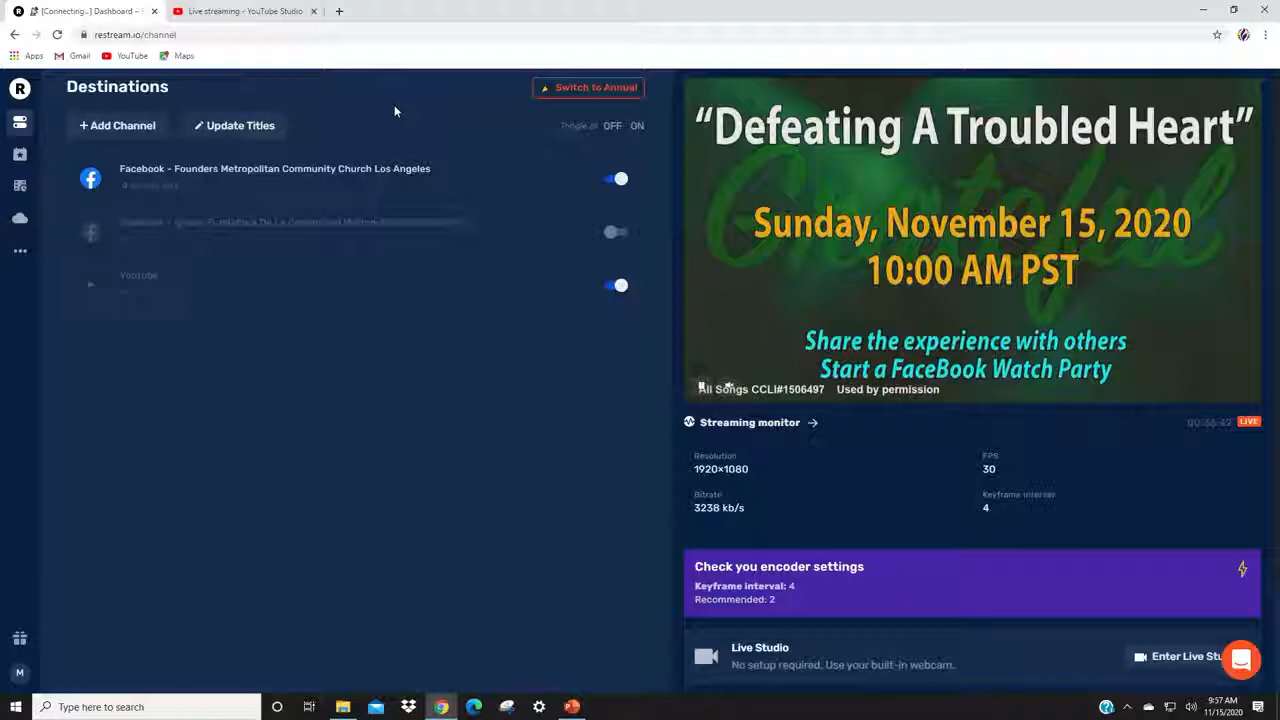 [Connecting..] Dashboard -
Live streaming - YouTube Studio
restream.io/channel
Apps
Gmail
YouTube
Maps
R
Destinations
Switch to Annual
+ Add Channel
Update Titles
Toggle all OFF ON
Facebook - Founders Metropolitan Community Church Los Angeles
Youtube
"Defeating A Troubled Heart"
Sunday, November 15, 2020
10:00 AM PST
Share the experience with others
Start a FaceBook Watch Party
All Songs CCLI#1506497 Used by permission
Streaming monitor →
LIVE
Resolution
1920×1080
FPS
30
Bitrate
3238 kb/s
Keyframe interval
4
Check you encoder settings
Keyframe interval: 4
Recommended: 2
Live Studio
No setup required. Use your built-in webcam.
Enter Live Stu
M
Type here to search
9:57 AM
11/15/2020